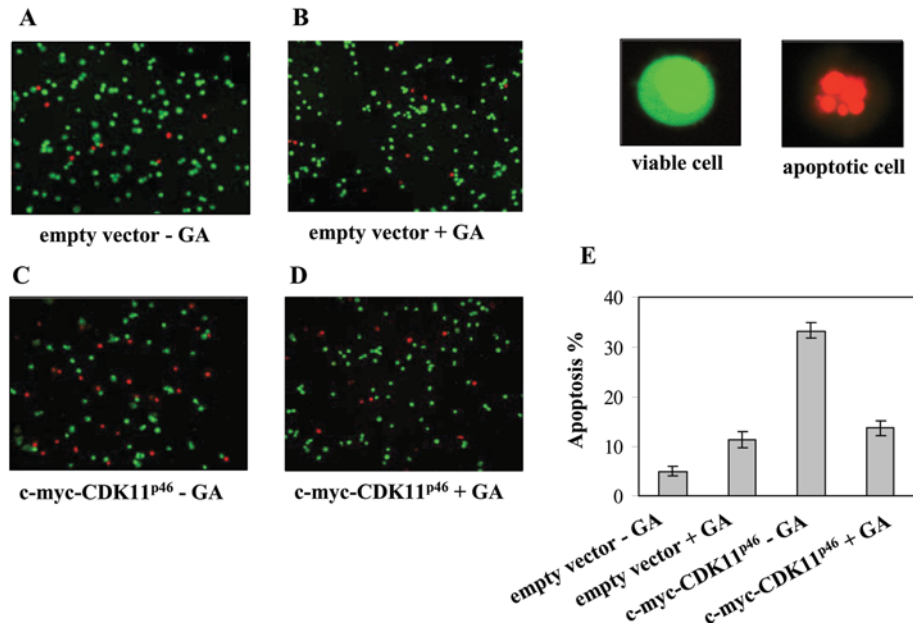 A
B
empty vector - GA
empty vector + GA
viable cell
apoptotic cell
C
D
c-myc-CDK11p46 - GA
c-myc-CDK11p46 + GA
E
Apoptosis %
40
30
20
10
0
empty vector - GA
empty vector + GA
c-myc-CDK11p46 - GA
c-myc-CDK11p46 + GA